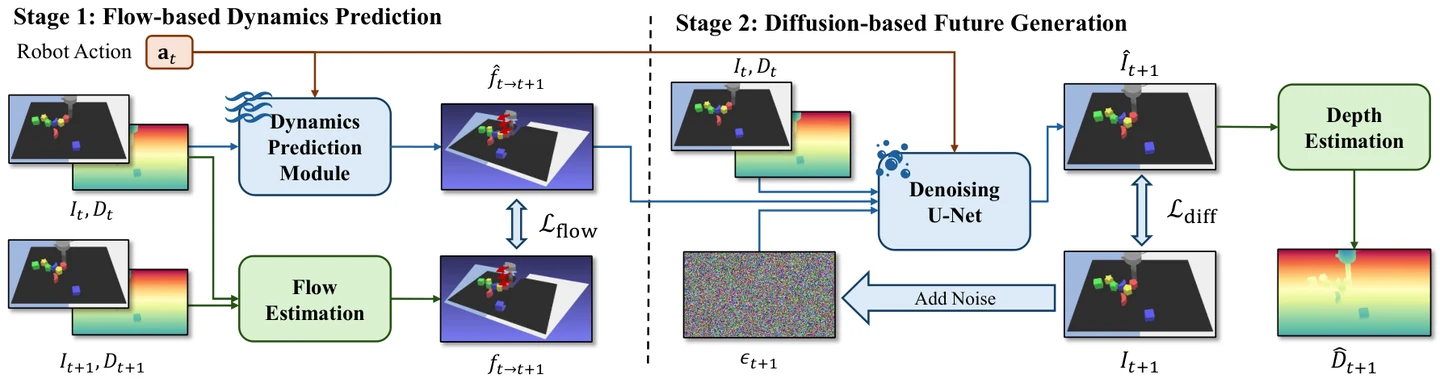 Stage 1: Flow-based Dynamics Prediction
Robot Action
a_t
Dynamics
Prediction
Module
f̂_{t→t+1}
I_t, D_t
ℒ_flow
Flow
Estimation
I_{t+1}, D_{t+1}
f_{t→t+1}
Stage 2: Diffusion-based Future Generation
I_t, D_t
Denoising
U-Net
Î_{t+1}
Depth
Estimation
ℒ_diff
Add Noise
ϵ_{t+1}
I_{t+1}
D̂_{t+1}